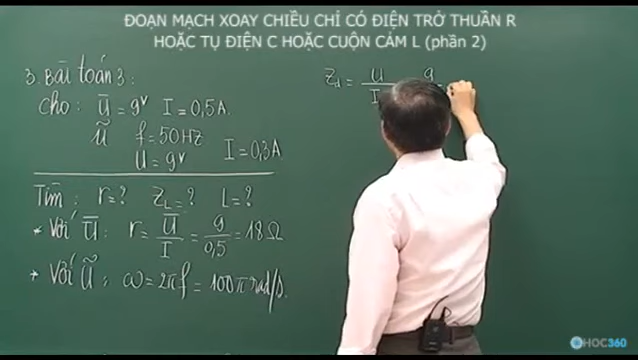 ĐOẠN MẠCH XOAY CHIỀU CHỈ CÓ ĐIỆN TRỞ THUẦN R
HOẶC TỤ ĐIỆN C HOẶC CUỘN CẢM L (phần 2)
3. Bài toán 3:
cho: U̅ = 9V I = 0,5A
Ũ f = 50HZ
U = 9V I = 0,3A
Tìm: r = ? Z_L = ? L = ?
* Với U̅: r = U̅/I = 9/0,5 = 18Ω
* Với Ũ: ω = 2πf = 100π rad/s.
Z_d = U/I 9
HOC360